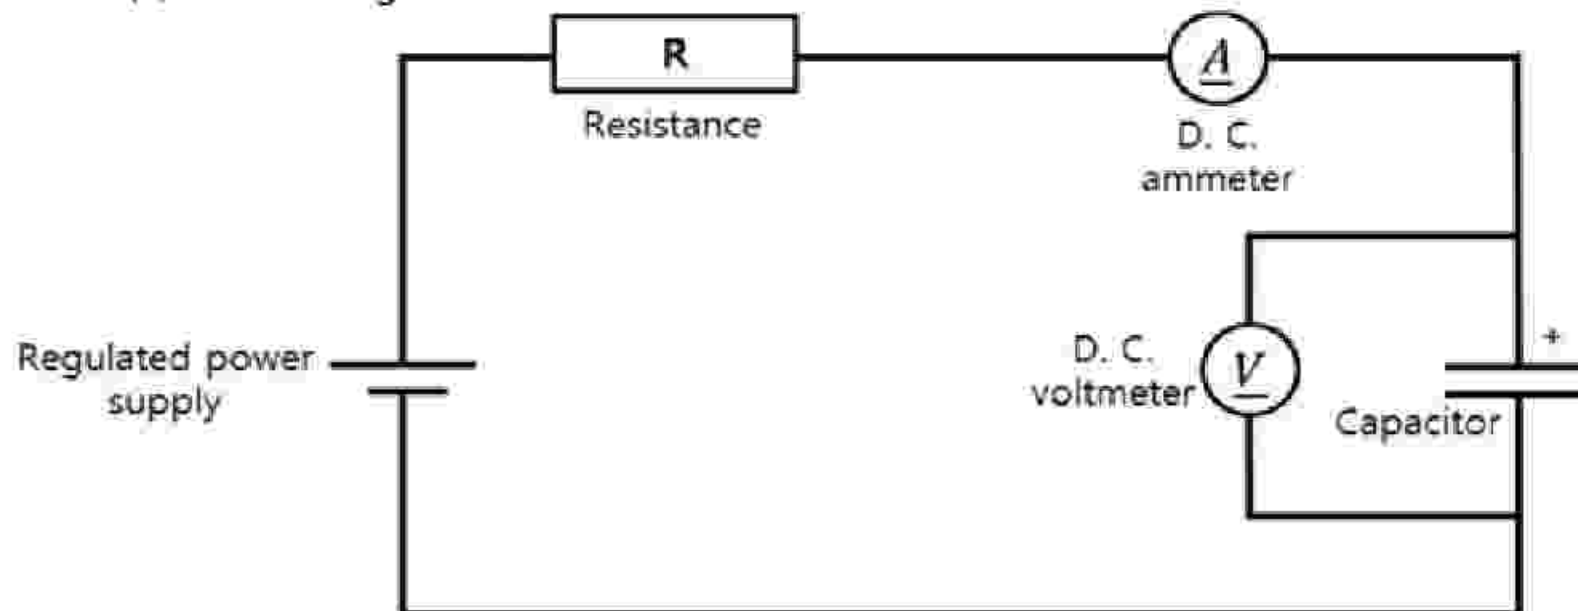 R
Resistance
A
D. C.
ammeter
Regulated power
supply
D. C.
voltmeter
V
+
Capacitor